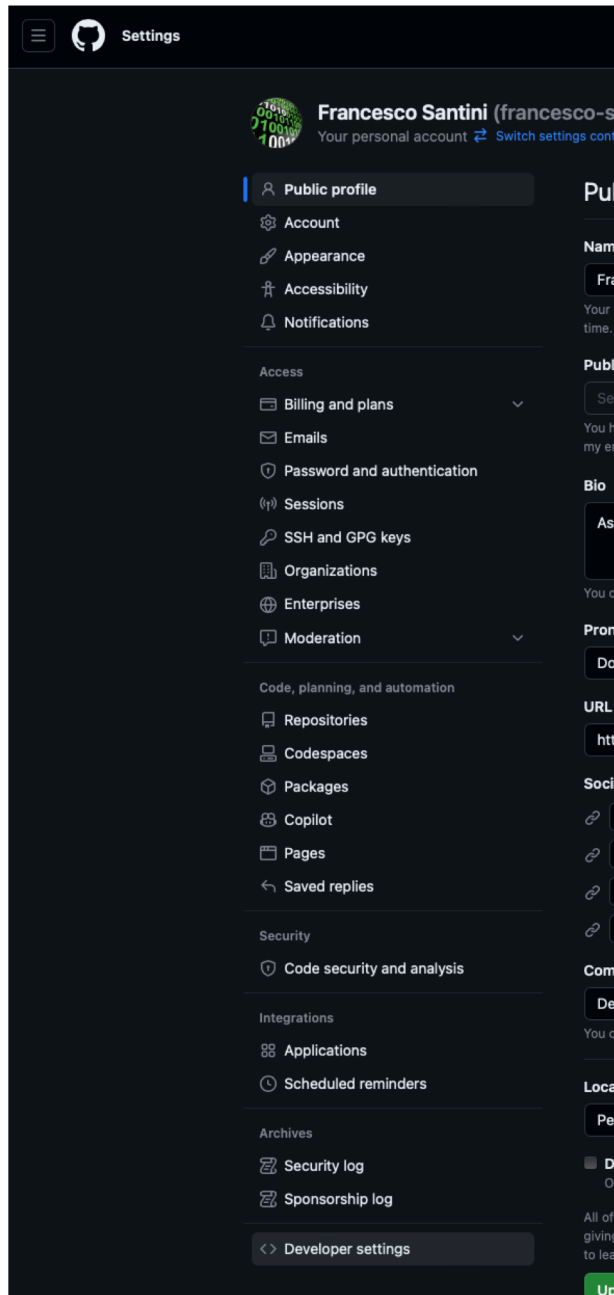 Settings
Francesco Santini (francesco-s
Your personal account Switch settings cont
Public profile
Account
Appearance
Accessibility
Notifications
Access
Billing and plans
Emails
Password and authentication
Sessions
SSH and GPG keys
Organizations
Enterprises
Moderation
Code, planning, and automation
Repositories
Codespaces
Packages
Copilot
Pages
Saved replies
Security
Code security and analysis
Integrations
Applications
Scheduled reminders
Archives
Security log
Sponsorship log
Developer settings
Pul
Nam
Fra
Your
time.
Publ
Se
You h
my e
Bio
As
You c
Pron
Do
URL
htt
Soci
Com
De
You c
Loca
Pe
D
O
All of
giving
to lea
Up